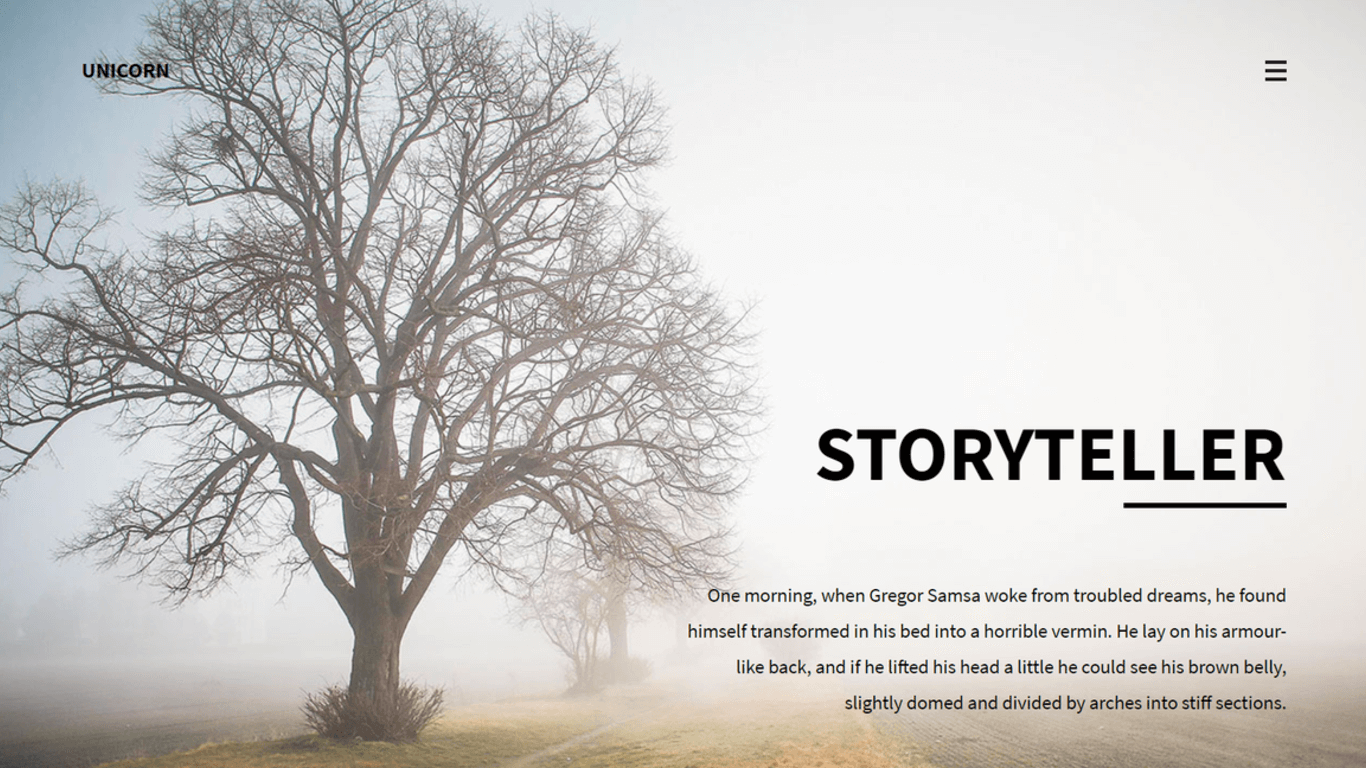 UNICORN
STORYTELLER
One morning, when Gregor Samsa woke from troubled dreams, he found
himself transformed in his bed into a horrible vermin. He lay on his armour-
like back, and if he lifted his head a little he could see his brown belly,
slightly domed and divided by arches into stiff sections.